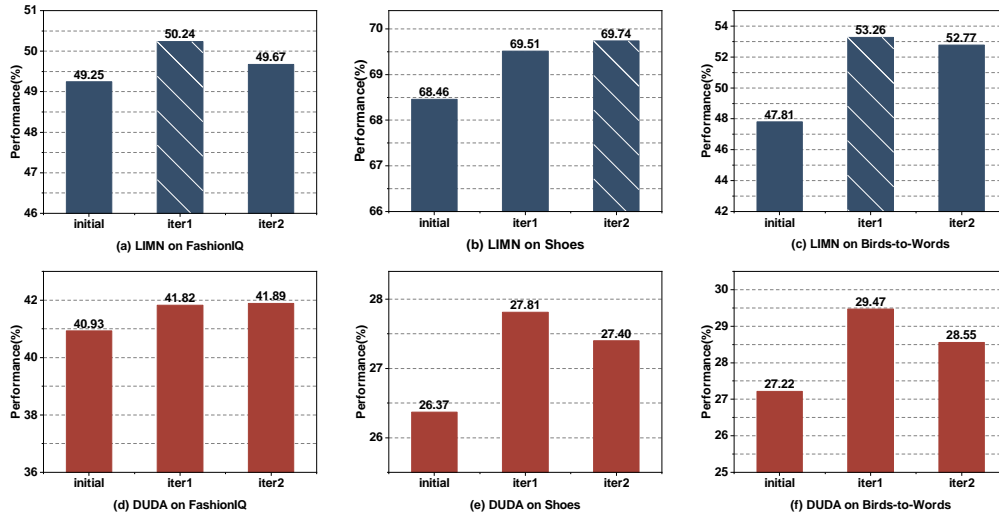 51
50
49
48
47
46
Performance(%)
49.25
50.24
49.67
initial
iter1
iter2
(a) LIMN on FashionIQ
70
69
68
67
66
Performance(%)
68.46
69.51
69.74
initial
iter1
iter2
(b) LIMN on Shoes
54
52
50
48
46
44
42
Performance(%)
47.81
53.26
52.77
initial
iter1
iter2
(c) LIMN on Birds-to-Words
42
40
38
36
Performance(%)
40.93
41.82
41.89
initial
iter1
iter2
(d) DUDA on FashionIQ
28
27
26
Performance(%)
26.37
27.81
27.40
initial
iter1
iter2
(e) DUDA on Shoes
30
29
28
27
26
25
Performance(%)
27.22
29.47
28.55
initial
iter1
iter2
(f) DUDA on Birds-to-Words